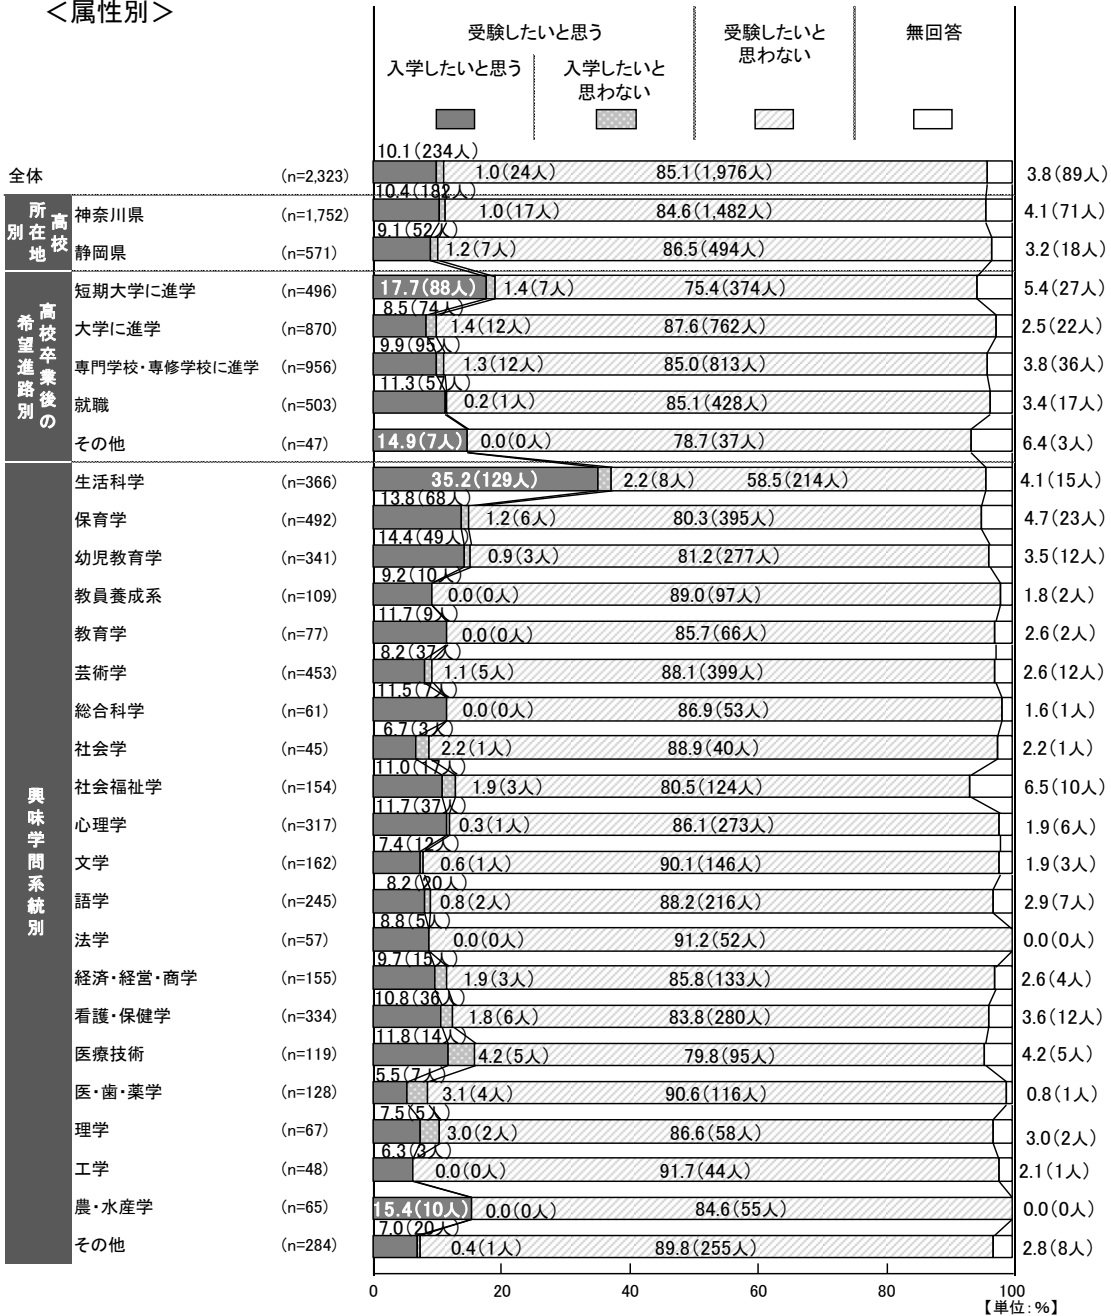 ＜属性別＞
受験したいと思う
受験したいと
思わない
無回答
入学したいと思う
入学したいと
思わない
全体 (n=2,323) 10.1(234人) 1.0(24人) 85.1(1,976人) 3.8(89人)
高校所在地別
神奈川県 (n=1,752) 10.4(182人) 1.0(17人) 84.6(1,482人) 4.1(71人)
静岡県 (n=571) 9.1(52人) 1.2(7人) 86.5(494人) 3.2(18人)
高校卒業後の希望進路別
短期大学に進学 (n=496) 17.7(88人) 1.4(7人) 75.4(374人) 5.4(27人)
大学に進学 (n=870) 8.5(74人) 1.4(12人) 87.6(762人) 2.5(22人)
専門学校・専修学校に進学 (n=956) 9.9(95人) 1.3(12人) 85.0(813人) 3.8(36人)
就職 (n=503) 11.3(57人) 0.2(1人) 85.1(428人) 3.4(17人)
その他 (n=47) 14.9(7人) 0.0(0人) 78.7(37人) 6.4(3人)
興味学問系統別
生活科学 (n=366) 35.2(129人) 2.2(8人) 58.5(214人) 4.1(15人)
保育学 (n=492) 13.8(68人) 1.2(6人) 80.3(395人) 4.7(23人)
幼児教育学 (n=341) 14.4(49人) 0.9(3人) 81.2(277人) 3.5(12人)
教員養成系 (n=109) 9.2(10人) 0.0(0人) 89.0(97人) 1.8(2人)
教育学 (n=77) 11.7(9人) 0.0(0人) 85.7(66人) 2.6(2人)
芸術学 (n=453) 8.2(37人) 1.1(5人) 88.1(399人) 2.6(12人)
総合科学 (n=61) 11.5(7人) 0.0(0人) 86.9(53人) 1.6(1人)
社会学 (n=45) 6.7(3人) 2.2(1人) 88.9(40人) 2.2(1人)
社会福祉学 (n=154) 11.0(17人) 1.9(3人) 80.5(124人) 6.5(10人)
心理学 (n=317) 11.7(37人) 0.3(1人) 86.1(273人) 1.9(6人)
文学 (n=162) 7.4(12人) 0.6(1人) 90.1(146人) 1.9(3人)
語学 (n=245) 8.2(20人) 0.8(2人) 88.2(216人) 2.9(7人)
法学 (n=57) 8.8(5人) 0.0(0人) 91.2(52人) 0.0(0人)
経済・経営・商学 (n=155) 9.7(15人) 1.9(3人) 85.8(133人) 2.6(4人)
看護・保健学 (n=334) 10.8(36人) 1.8(6人) 83.8(280人) 3.6(12人)
医療技術 (n=119) 11.8(14人) 4.2(5人) 79.8(95人) 4.2(5人)
医・歯・薬学 (n=128) 5.5(7人) 3.1(4人) 90.6(116人) 0.8(1人)
理学 (n=67) 7.5(5人) 3.0(2人) 86.6(58人) 3.0(2人)
工学 (n=48) 6.3(3人) 0.0(0人) 91.7(44人) 2.1(1人)
農・水産学 (n=65) 15.4(10人) 0.0(0人) 84.6(55人) 0.0(0人)
その他 (n=284) 7.0(20人) 0.4(1人) 89.8(255人) 2.8(8人)
0 20 40 60 80 100
【単位:%】